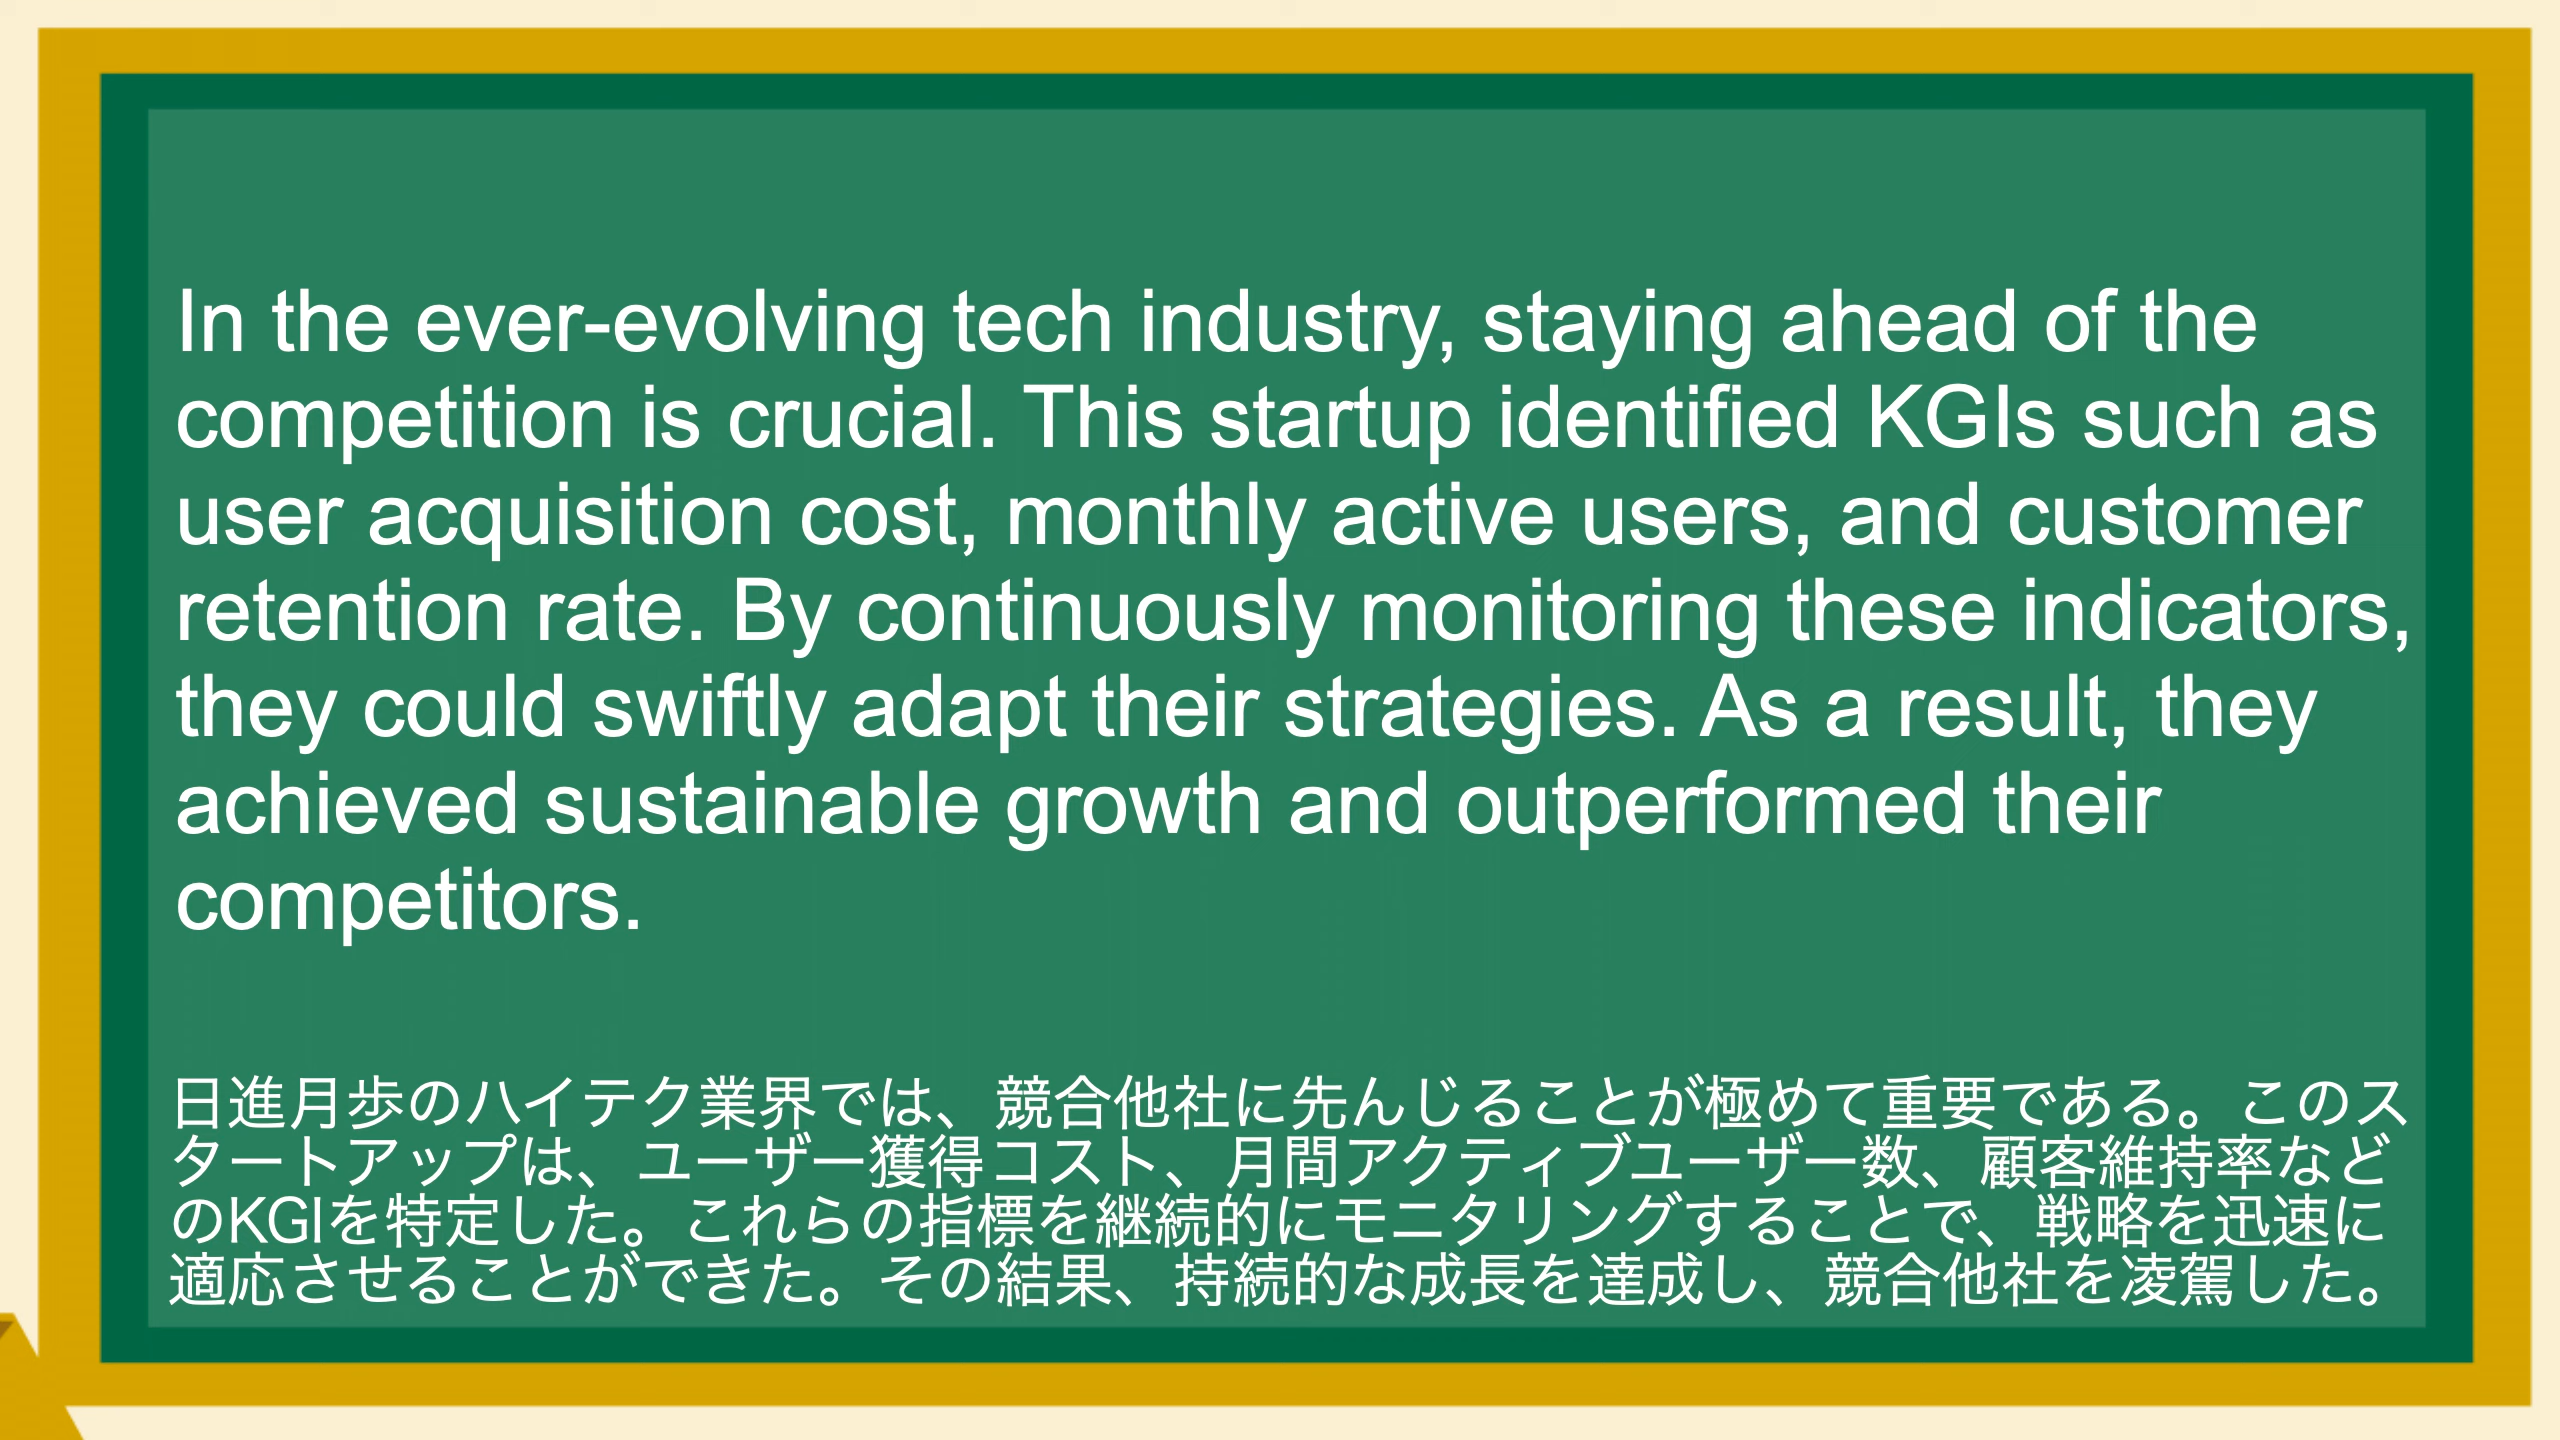 In the ever-evolving tech industry, staying ahead of the
competition is crucial. This startup identified KGIs such as
user acquisition cost, monthly active users, and customer
retention rate. By continuously monitoring these indicators,
they could swiftly adapt their strategies. As a result, they
achieved sustainable growth and outperformed their
competitors.
日進月歩のハイテク業界では、競合他社に先んじることが極めて重要である。このス
タートアップは、ユーザー獲得コスト、月間アクティブユーザー数、顧客維持率など
のKGIを特定した。これらの指標を継続的にモニタリングすることで、戦略を迅速に
適応させることができた。その結果、持続的な成長を達成し、競合他社を凌駕した。